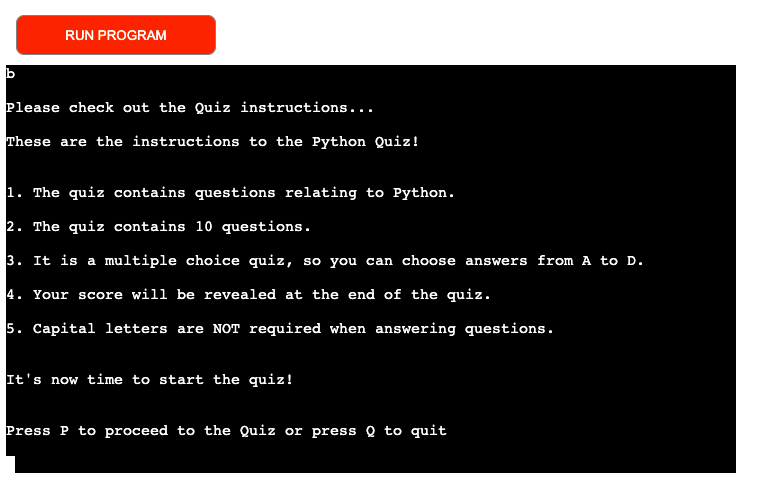 RUN PROGRAM
b
Please check out the Quiz instructions...
These are the instructions to the Python Quiz!
1. The quiz contains questions relating to Python.
2. The quiz contains 10 questions.
3. It is a multiple choice quiz, so you can choose answers from A to D.
4. Your score will be revealed at the end of the quiz.
5. Capital letters are NOT required when answering questions.
It's now time to start the quiz!
Press P to proceed to the Quiz or press Q to quit